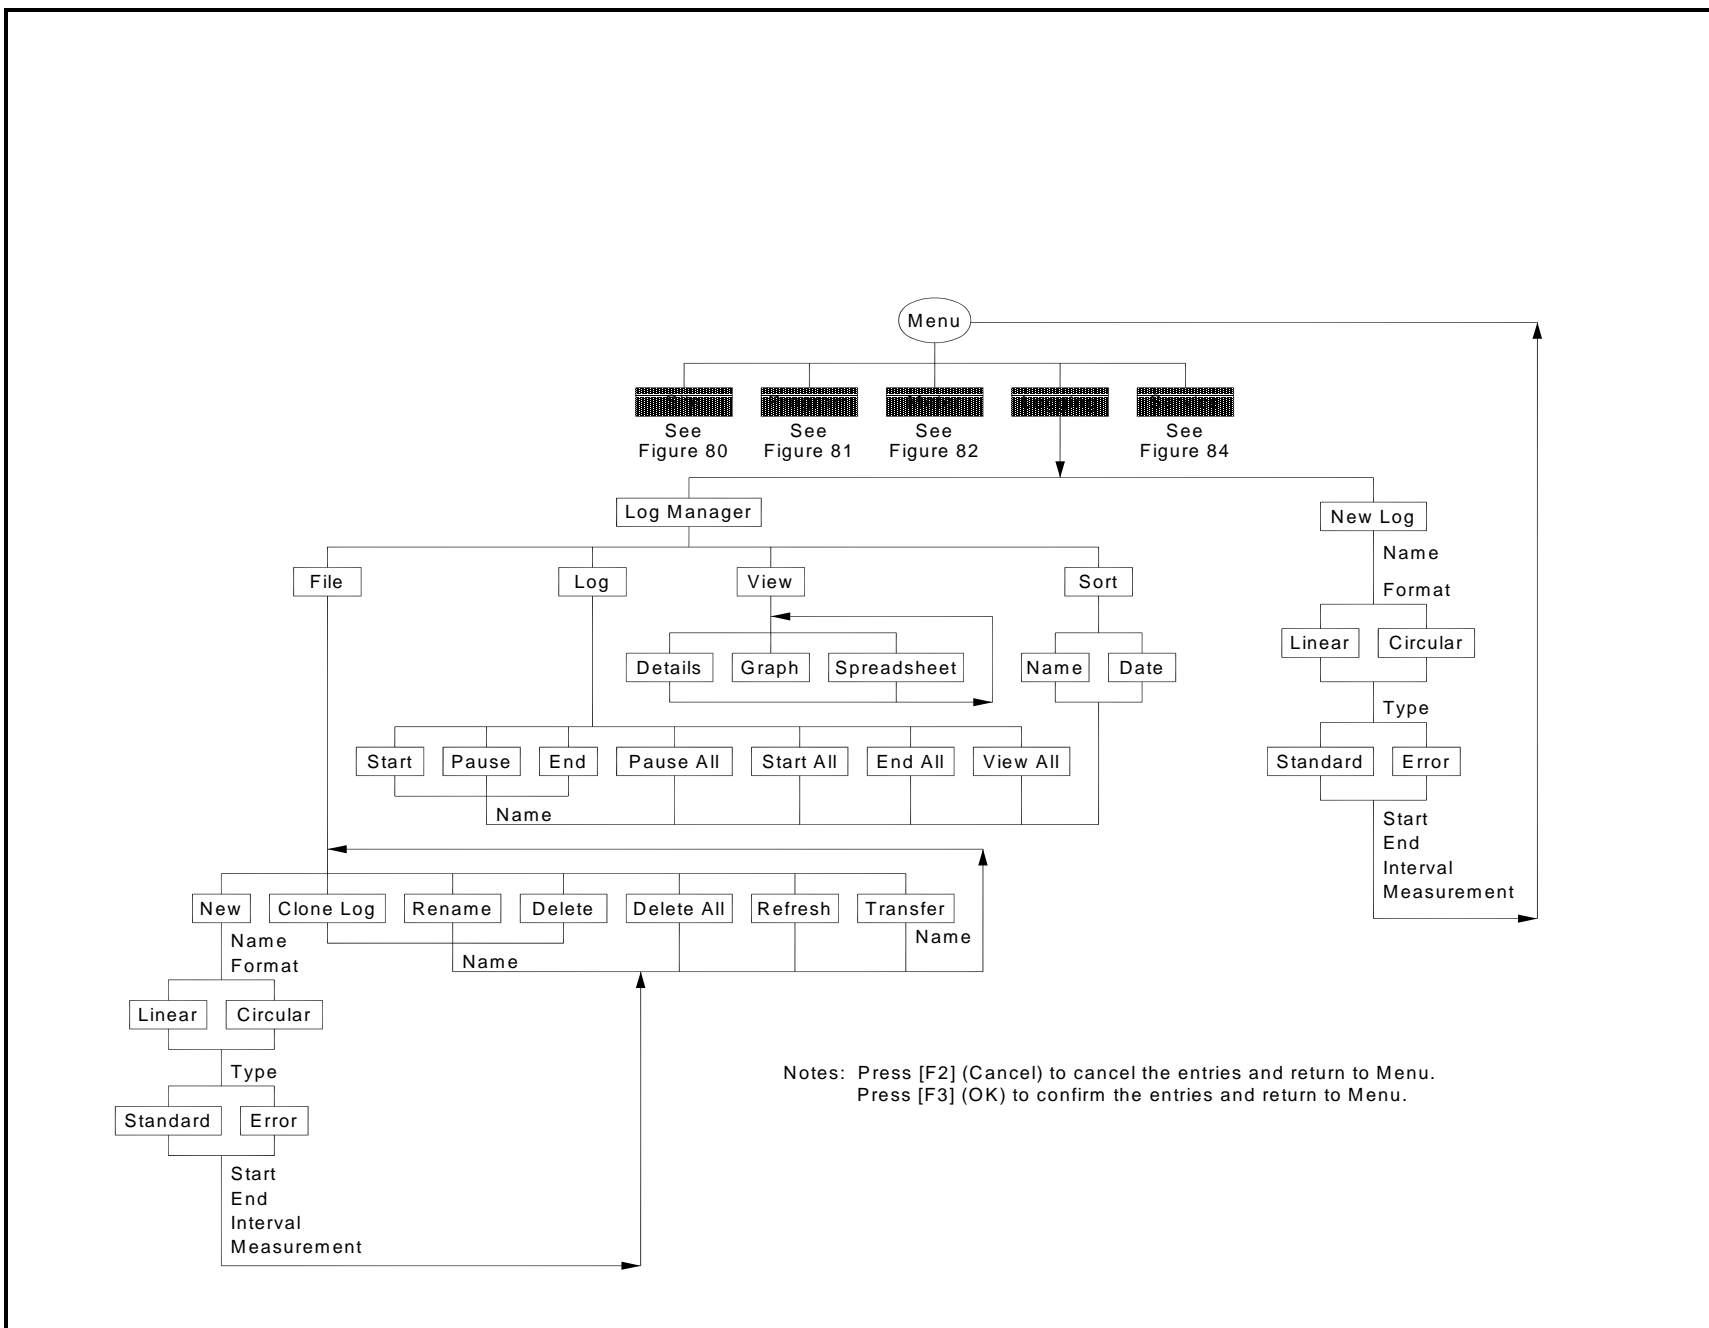 Menu
Logging
See
Figure 80
See
Figure 81
See
Figure 82
See
Figure 84
Log Manager
New Log
Name
Format
Linear
Circular
Type
Standard
Error
Start
End
Interval
Measurement
File
Log
View
Sort
Details
Graph
Spreadsheet
Name
Date
Start
Pause
End
Pause All
Start All
End All
View All
Name
New
Clone Log
Rename
Delete
Delete All
Refresh
Transfer
Name
Format
Name
Name
Linear
Circular
Type
Standard
Error
Start
End
Interval
Measurement
Notes: Press [F2] (Cancel) to cancel the entries and return to Menu.
Press [F3] (OK) to confirm the entries and return to Menu.